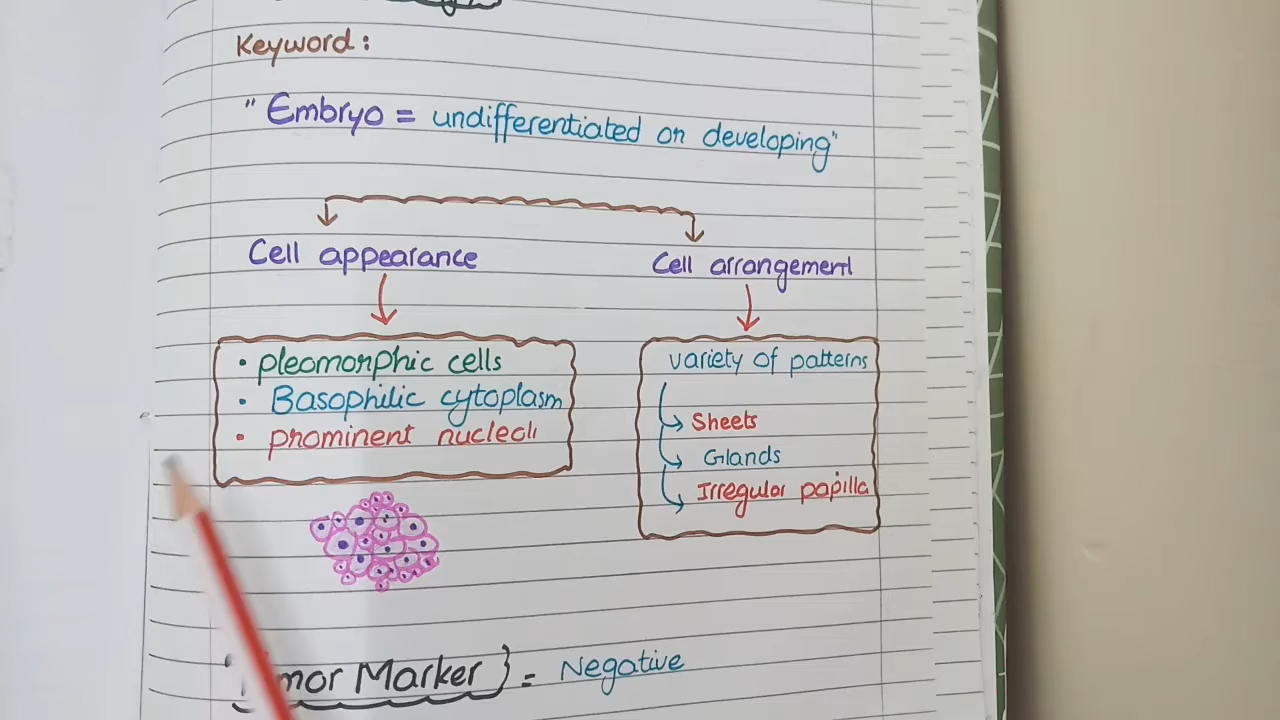 Keyword:
"Embryo = undifferentiated or developing"
Cell appearance
Cell arrangement
• pleomorphic cells
• Basophilic cytoplasm
• prominent nucleoli
variety of patterns
Sheets
Glands
Irregular papilla
Marker } = Negative